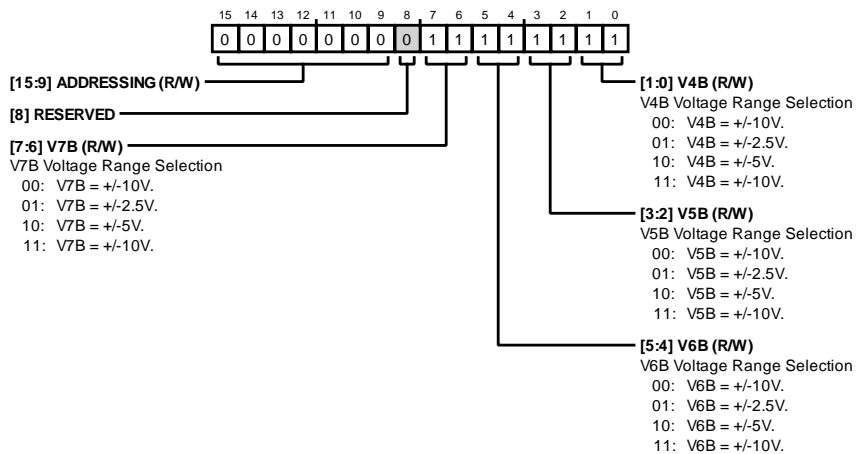 15 14 13 12 11 10 9 8 7 6 5 4 3 2 1 0
0 0 0 0 0 0 0 0 1 1 1 1 1 1 1 1
[15:9] ADDRESSING (R/W)
[8] RESERVED
[7:6] V7B (R/W)
V7B Voltage Range Selection
00: V7B = +/-10V.
01: V7B = +/-2.5V.
10: V7B = +/-5V.
11: V7B = +/-10V.
[1:0] V4B (R/W)
V4B Voltage Range Selection
00: V4B = +/-10V.
01: V4B = +/-2.5V.
10: V4B = +/-5V.
11: V4B = +/-10V.
[3:2] V5B (R/W)
V5B Voltage Range Selection
00: V5B = +/-10V.
01: V5B = +/-2.5V.
10: V5B = +/-5V.
11: V5B = +/-10V.
[5:4] V6B (R/W)
V6B Voltage Range Selection
00: V6B = +/-10V.
01: V6B = +/-2.5V.
10: V6B = +/-5V.
11: V6B = +/-10V.